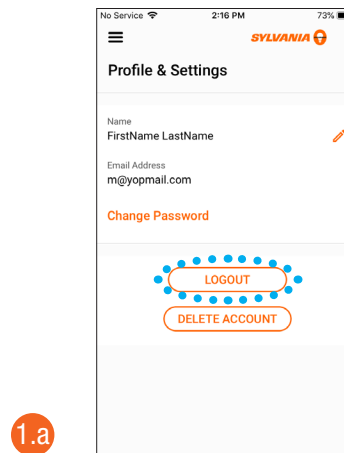 No Service 2:16 PM 73%
SYLVANIA
Profile & Settings
Name
FirstName LastName
Email Address
m@yopmail.com
Change Password
LOGOUT
DELETE ACCOUNT
1.a